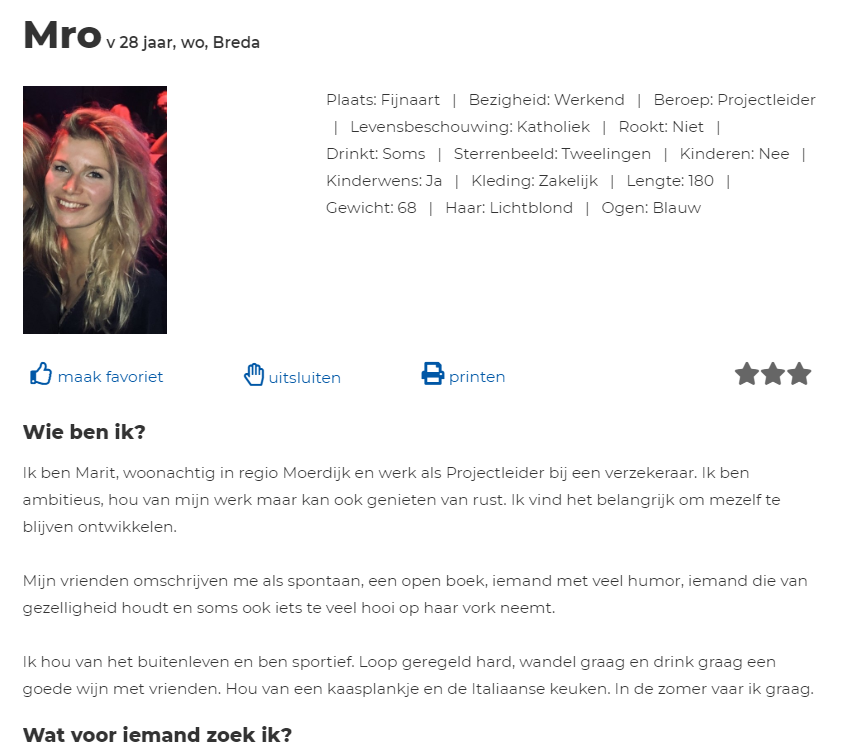 Mro v 28 jaar, wo, Breda
Plaats: Fijnaart | Bezigheid: Werkend | Beroep: Projectleider
| Levensbeschouwing: Katholiek | Rookt: Niet |
Drinkt: Soms | Sterrenbeeld: Tweelingen | Kinderen: Nee |
Kinderwens: Ja | Kleding: Zakelijk | Lengte: 180 |
Gewicht: 68 | Haar: Lichtblond | Ogen: Blauw
maak favoriet uitsluiten printen
Wie ben ik?
Ik ben Marit, woonachtig in regio Moerdijk en werk als Projectleider bij een verzekeraar. Ik ben
ambitieus, hou van mijn werk maar kan ook genieten van rust. Ik vind het belangrijk om mezelf te
blijven ontwikkelen.
Mijn vrienden omschrijven me als spontaan, een open boek, iemand met veel humor, iemand die van
gezelligheid houdt en soms ook iets te veel hooi op haar vork neemt.
Ik hou van het buitenleven en ben sportief. Loop geregeld hard, wandel graag en drink graag een
goede wijn met vrienden. Hou van een kaasplankje en de Italiaanse keuken. In de zomer vaar ik graag.
Wat voor iemand zoek ik?